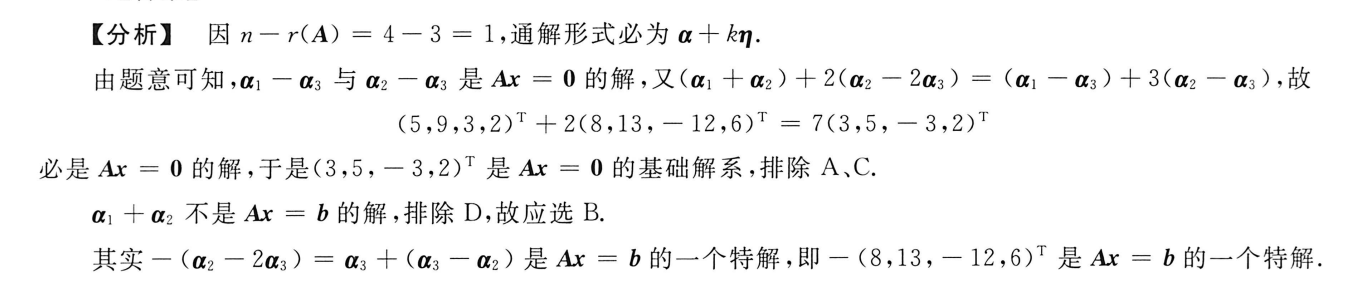 【分析】 因 n − r(A) = 4 − 3 = 1,通解形式必为 α + kη.
由题意可知,α₁ − α₃ 与 α₂ − α₃ 是 Ax = 0 的解,又(α₁ + α₂) + 2(α₂ − 2α₃) = (α₁ − α₃) + 3(α₂ − α₃),故
(5,9,3,2)ᵀ + 2(8,13,−12,6)ᵀ = 7(3,5,−3,2)ᵀ
必是 Ax = 0 的解,于是(3,5,−3,2)ᵀ 是 Ax = 0 的基础解系,排除 A、C.
α₁ + α₂ 不是 Ax = b 的解,排除 D,故应选 B.
其实 −(α₂ − 2α₃) = α₃ + (α₃ − α₂) 是 Ax = b 的一个特解,即 −(8,13,−12,6)ᵀ 是 Ax = b 的一个特解.